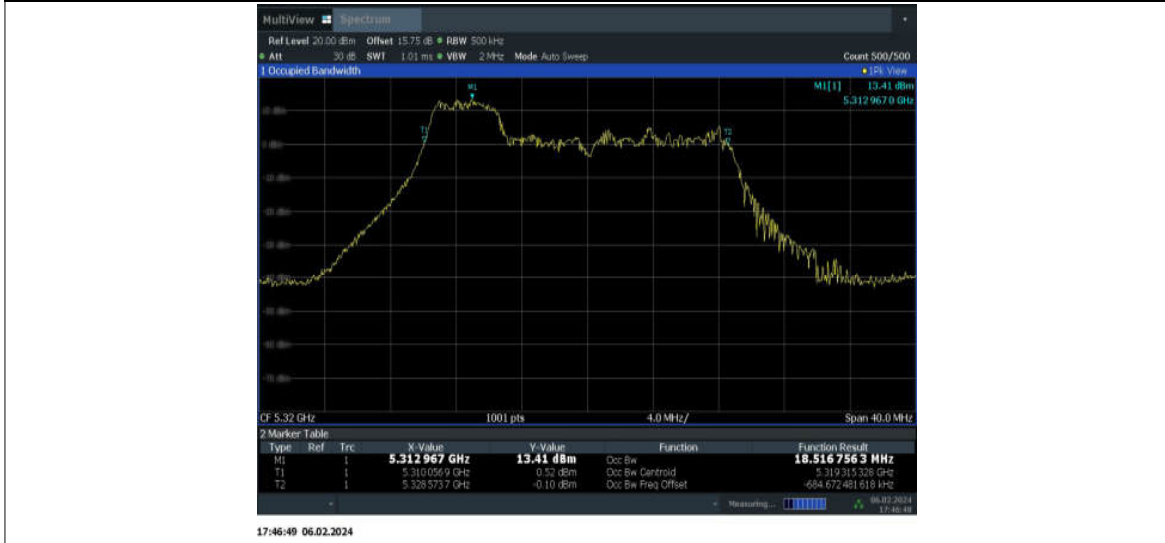 MultiView Spectrum
Ref Level 20.00 dBm Offset 15.75 dB RBW 500 kHz
Att 30 dB SWT 1.01 ms VBW 2 MHz Mode Auto Sweep Count 500/500
1 Occupied Bandwidth 1Pk View
M1[1] 13.41 dBm
5.312 967 0 GHz
M1
T1
T2
CF 5.32 GHz 1001 pts 4.0 MHz/ Span 40.0 MHz
2 Marker Table
Type Ref Trc X-Value Y-Value Function Function Result
M1 1 5.312 967 GHz 13.41 dBm Occ Bw 18.516 756 3 MHz
T1 1 5.310 056 9 GHz 0.52 dBm Occ Bw Centroid 5.319 315 328 GHz
T2 1 5.328 573 7 GHz -0.10 dBm Occ Bw Freq Offset -684.672 481 618 kHz
Measuring... 06.02.2024
17:46:49
17:46:49 06.02.2024